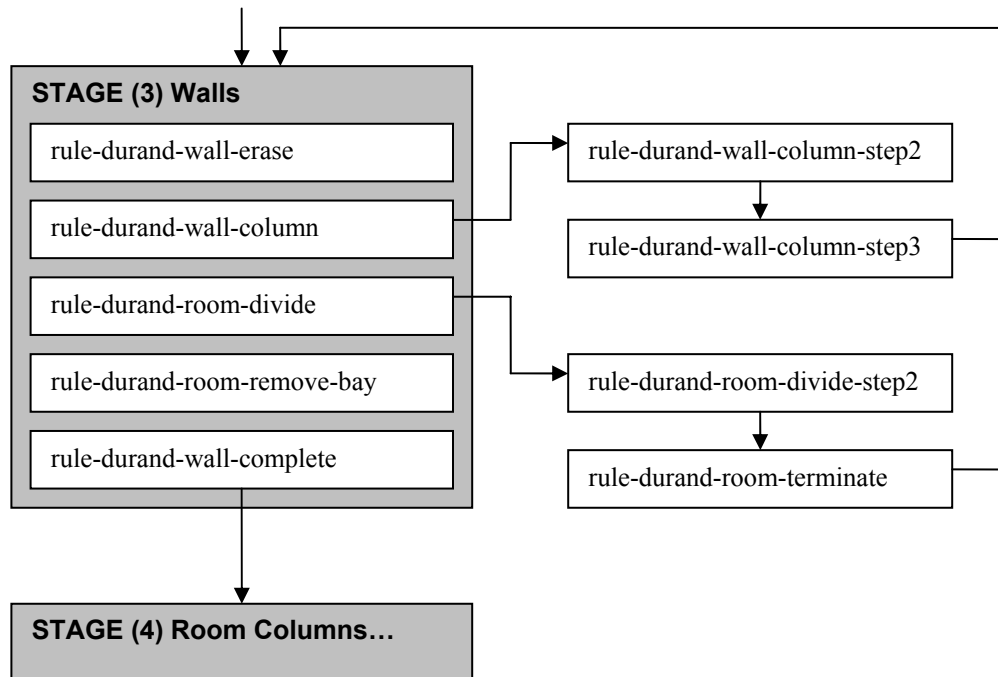 STAGE (3) Walls
rule-durand-wall-erase
rule-durand-wall-column
rule-durand-room-divide
rule-durand-room-remove-bay
rule-durand-wall-complete
rule-durand-wall-column-step2
rule-durand-wall-column-step3
rule-durand-room-divide-step2
rule-durand-room-terminate
STAGE (4) Room Columns…